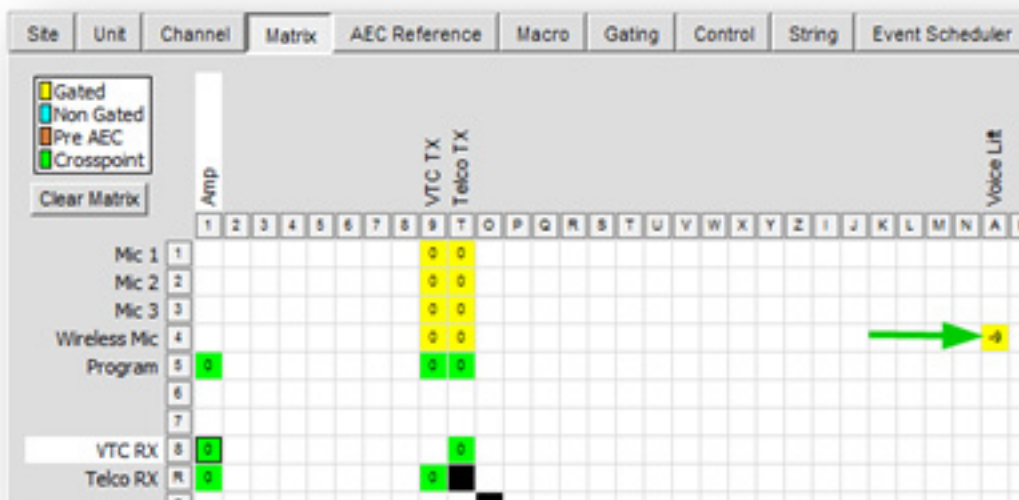 Site Unit Channel Matrix AEC Reference Macro Gating Control String Event Scheduler
Gated
Non Gated
Pre AEC
Crosspoint
Clear Matrix
Amp VTC TX Telco TX Voice Lift
1 2 3 4 5 6 7 8 9 T O P Q R S T U V W X Y Z I J K L M N A
Mic 1 1 0 0
Mic 2 2 0 0
Mic 3 3 0 0
Wireless Mic 4 0 0 -9
Program 5 0 0 0
6
7
VTC RX 8 0 0
Telco RX R 0 0